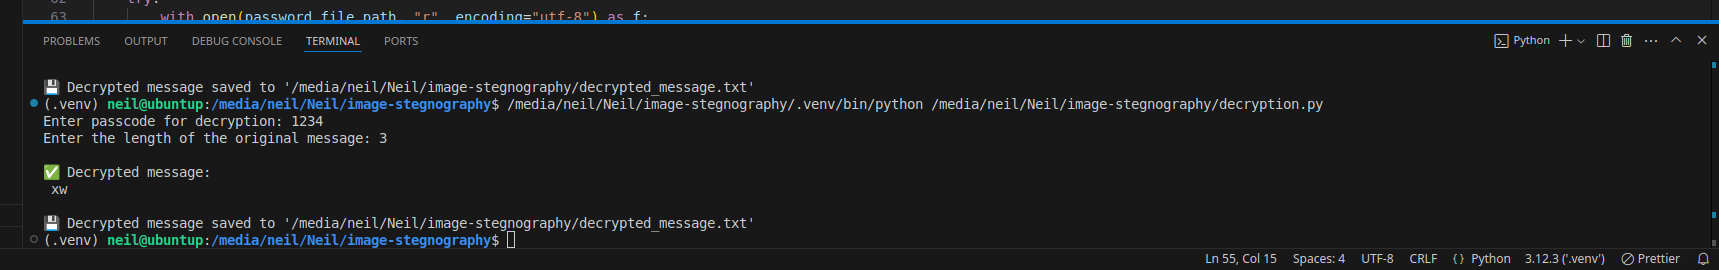 63 with open(password_file_path, "r", encoding="utf-8") as f:
PROBLEMS OUTPUT DEBUG CONSOLE TERMINAL PORTS Python
💾 Decrypted message saved to '/media/neil/Neil/image-stegnography/decrypted_message.txt'
(.venv) neil@ubuntup:/media/neil/Neil/image-stegnography$ /media/neil/Neil/image-stegnography/.venv/bin/python /media/neil/Neil/image-stegnography/decryption.py
Enter passcode for decryption: 1234
Enter the length of the original message: 3
✅ Decrypted message:
xw
💾 Decrypted message saved to '/media/neil/Neil/image-stegnography/decrypted_message.txt'
(.venv) neil@ubuntup:/media/neil/Neil/image-stegnography$
Ln 55, Col 15 Spaces: 4 UTF-8 CRLF {} Python 3.12.3 ('.venv') Prettier